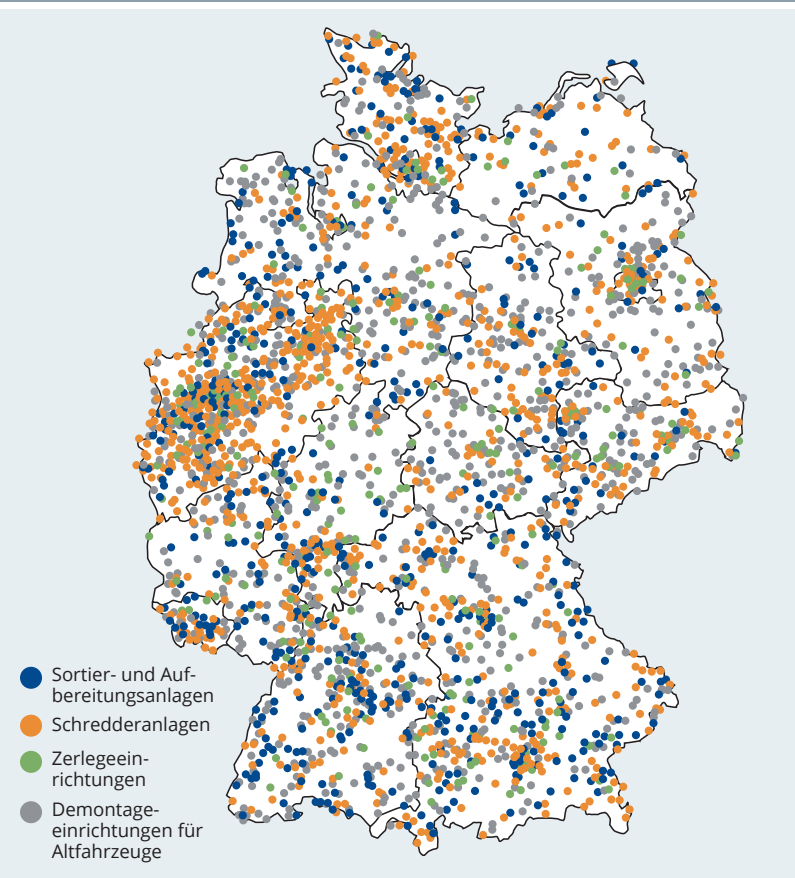 Sortier- und Auf-
bereitungsanlagen
Schredderanlagen
Zerlegeein-
richtungen
Demontage-
einrichtungen für
Altfahrzeuge